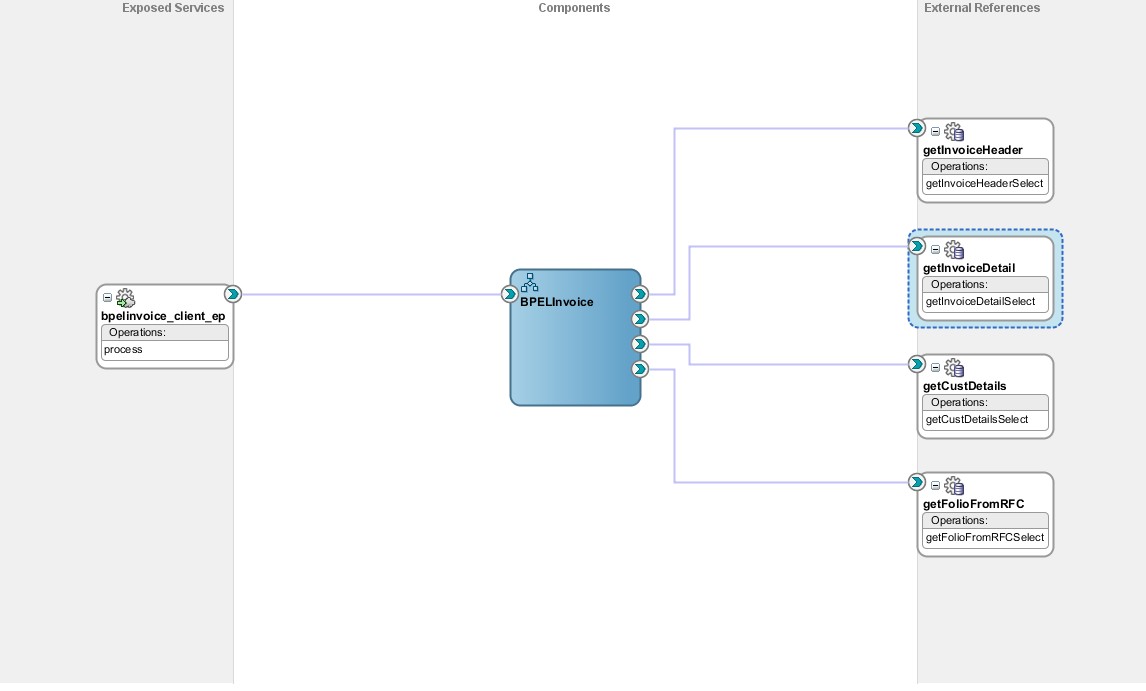 Exposed Services
Components
External References
getInvoiceHeader
Operations:
getInvoiceHeaderSelect
getInvoiceDetail
Operations:
getInvoiceDetailSelect
bpelinvoice_client_ep
Operations:
process
BPELInvoice
getCustDetails
Operations:
getCustDetailsSelect
getFolioFromRFC
Operations:
getFolioFromRFCSelect